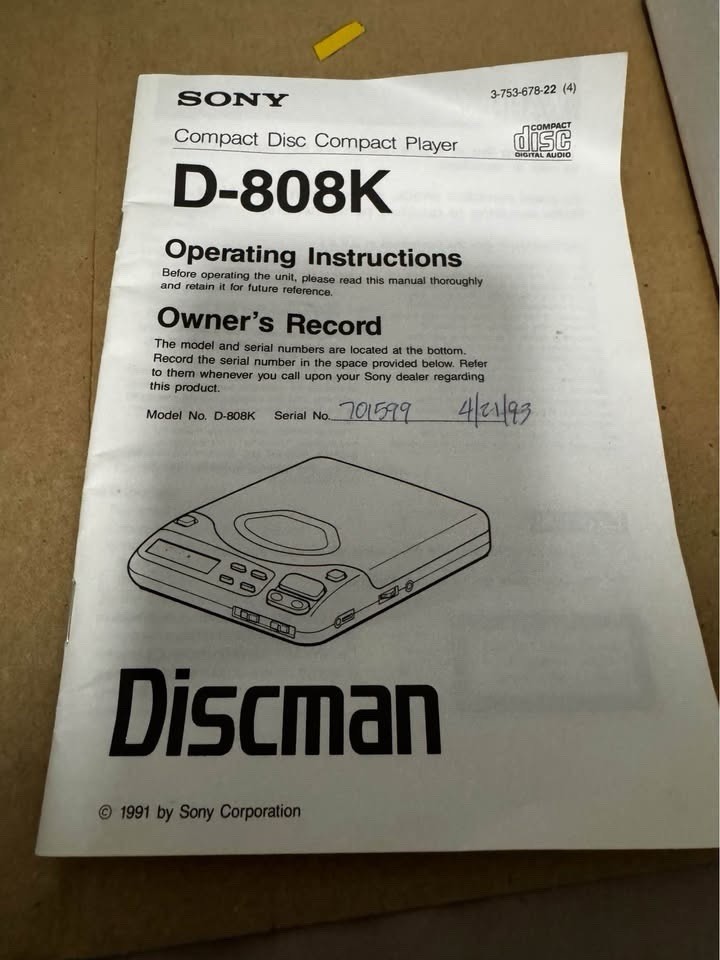 SONY
3-753-678-22 (4)
Compact Disc Compact Player
COMPACT
disc
DIGITAL AUDIO
D-808K
Operating Instructions
Before operating the unit, please read this manual thoroughly
and retain it for future reference.
Owner's Record
The model and serial numbers are located at the bottom.
Record the serial number in the space provided below. Refer
to them whenever you call upon your Sony dealer regarding
this product.
Model No. D-808K Serial No. 701599 4/21/93
Discman
© 1991 by Sony Corporation